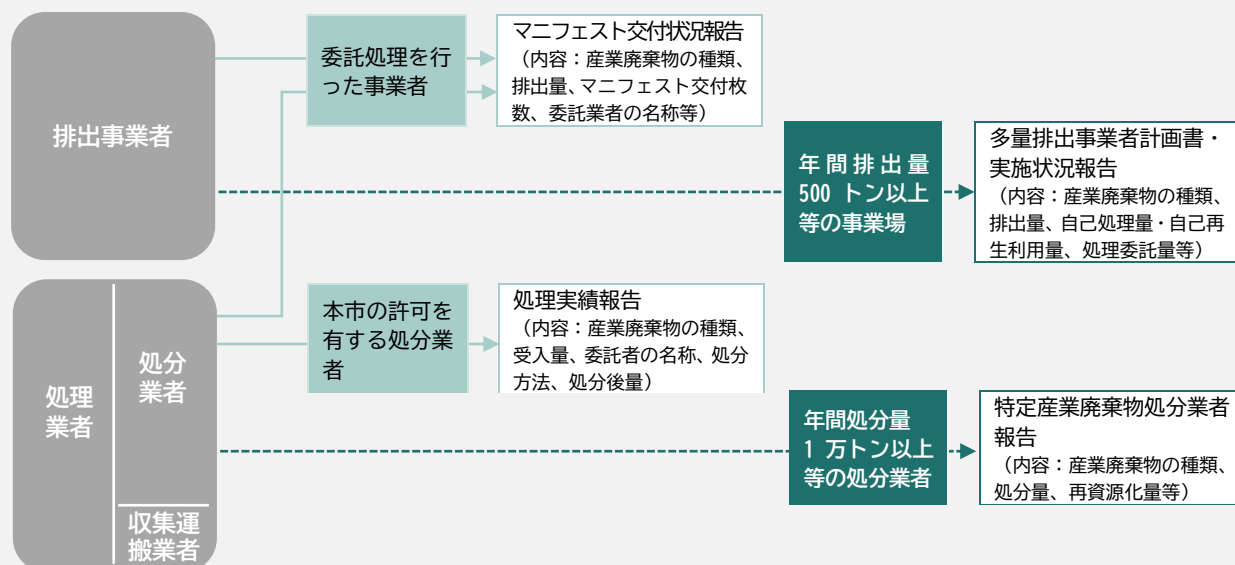 排出事業者
委託処理を行
った事業者
マニフェスト交付状況報告
（内容：産業廃棄物の種類、
排出量、マニフェスト交付枚
数、委託業者の名称等）
年間排出量
500 トン以上
等の事業場
多量排出事業者計画書・
実施状況報告
（内容：産業廃棄物の種類、
排出量、自己処理量・自己再
生利用量、処理委託量等）
処理
業者
処分
業者
収集運
搬業者
本市の許可を
有する処分業
者
処理実績報告
（内容：産業廃棄物の種類、
受入量、委託者の名称、処分
方法、処分後量）
年間処分量
1 万トン以上
等の処分業者
特定産業廃棄物処分業者
報告
（内容：産業廃棄物の種類、
処分量、再資源化量等）